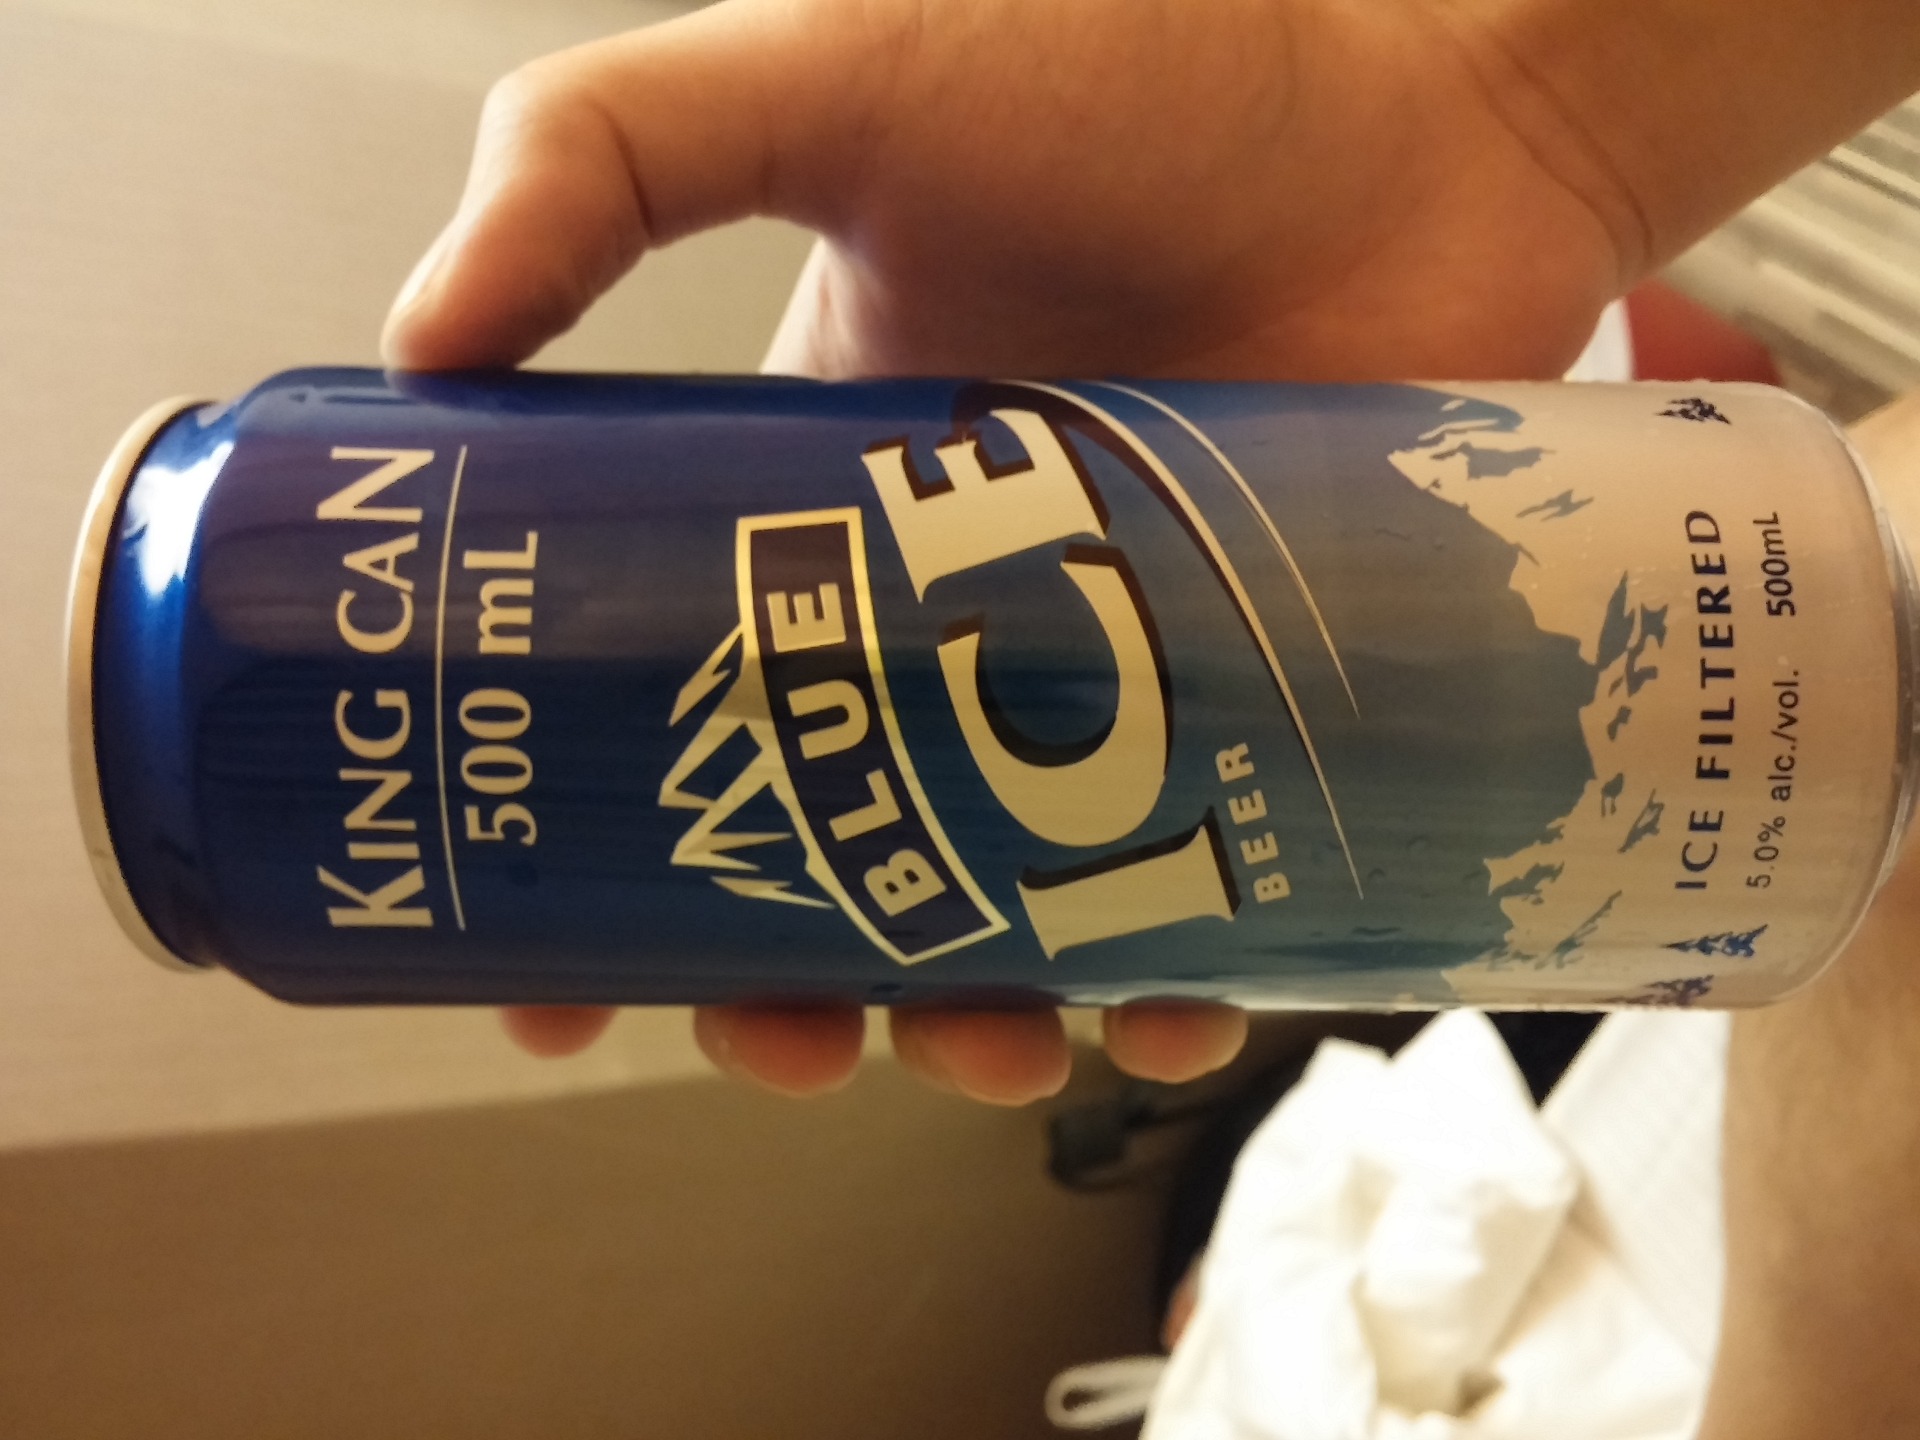 KING CAN
500 mL
BLUE
ICE
BEER
ICE FILTERED
5.0% alc./vol. 500mL